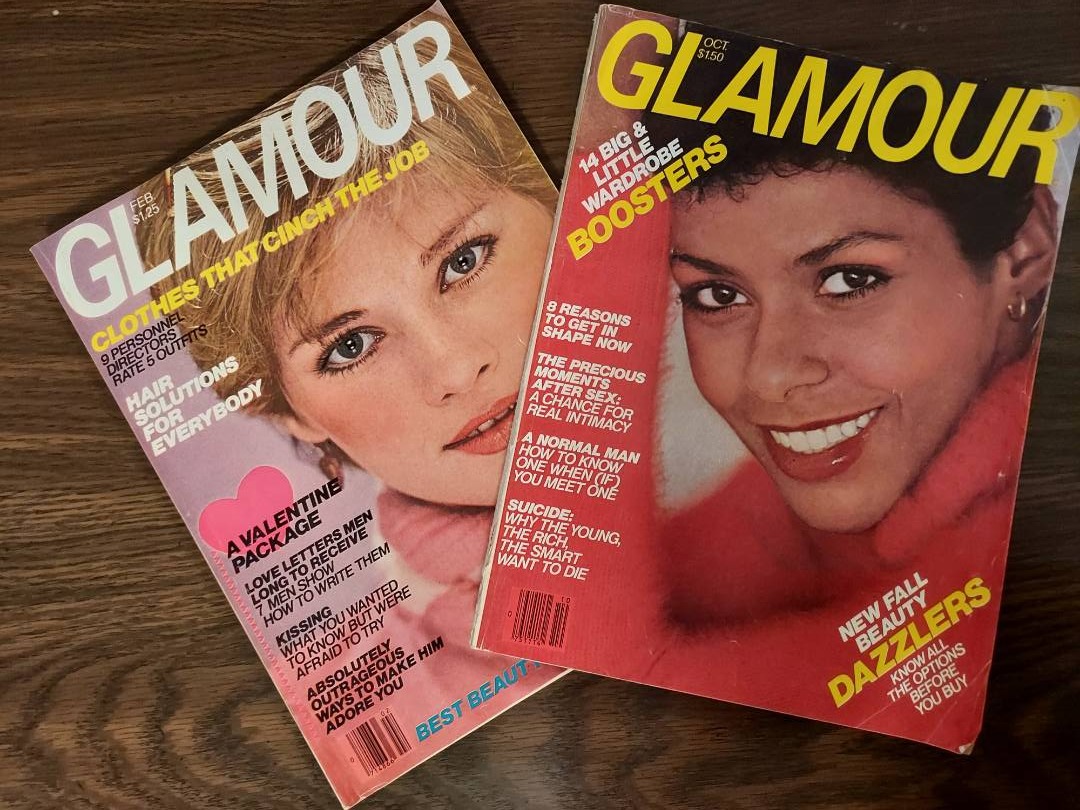 GLAMOUR
FEB.
$1.25
CLOTHES THAT CINCH THE JOB
9 PERSONNEL
DIRECTORS
RATE 5 OUTFITS
HAIR
SOLUTIONS
FOR
EVERYBODY
A VALENTINE
PACKAGE
LOVE LETTERS MEN
LONG TO RECEIVE
7 MEN SHOW
HOW TO WRITE THEM
KISSING
WHAT YOU WANTED
TO KNOW BUT WERE
AFRAID TO TRY
ABSOLUTELY
OUTRAGEOUS
WAYS TO MAKE HIM
ADORE YOU
BEST
02
GLAMOUR
OCT.
$1.50
14 BIG &
LITTLE
WARDROBE
BOOSTERS
8 REASONS
TO GET IN
SHAPE NOW
THE PRECIOUS
MOMENTS
AFTER SEX:
A CHANCE FOR
REAL INTIMACY
A NORMAL MAN
HOW TO KNOW
ONE WHEN (IF)
YOU MEET ONE
SUICIDE:
WHY THE YOUNG,
THE RICH,
THE SMART
WANT TO DIE
10
NEW FALL
BEAUTY
DAZZLERS
KNOW ALL
THE OPTIONS
BEFORE
YOU BUY